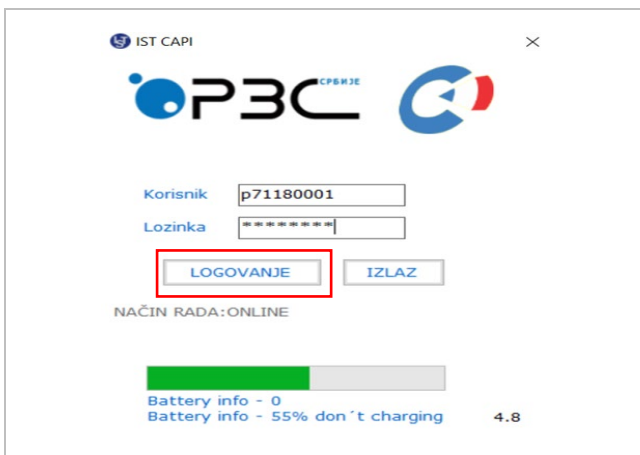 IST CAPI
РЗС СРБИЈЕ
Korisnik p71180001
Lozinka ********
LOGOVANJE IZLAZ
NAČIN RADA:ONLINE
Battery info - 0
Battery info - 55% don´t charging 4.8